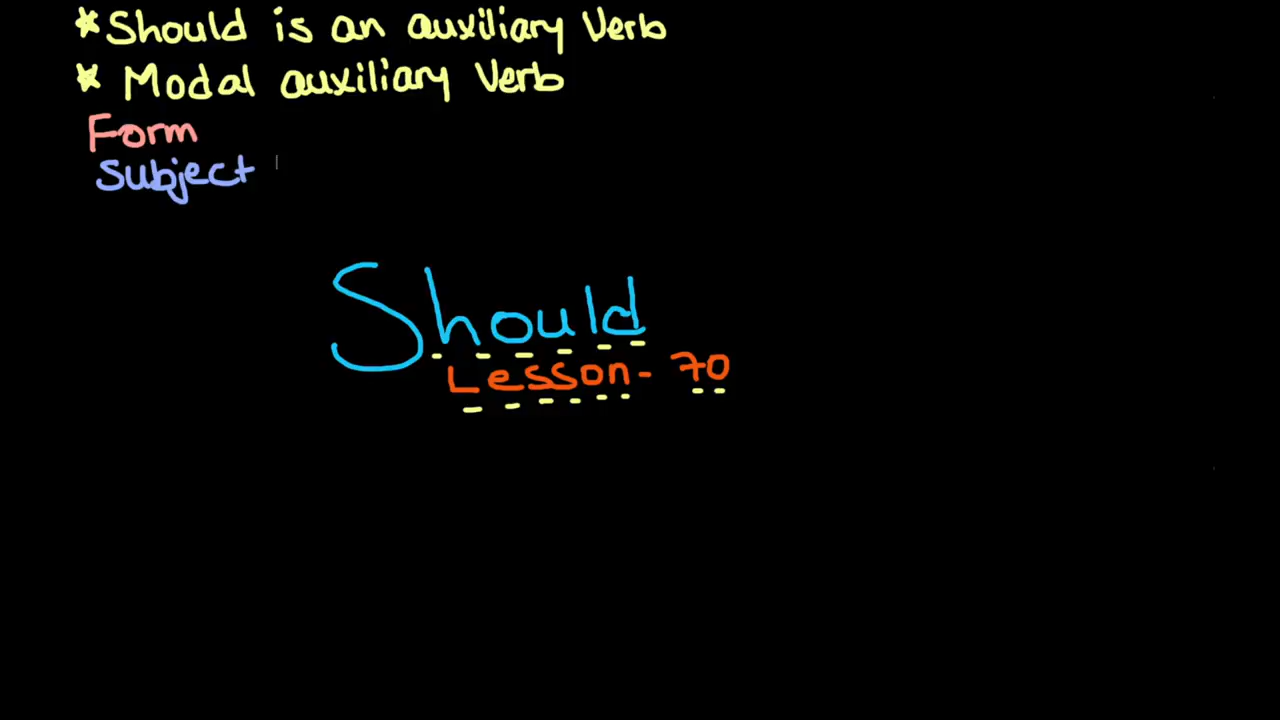 *Should is an auxiliary Verb
* Modal auxiliary Verb
Form
Subject
Should
Lesson - 70